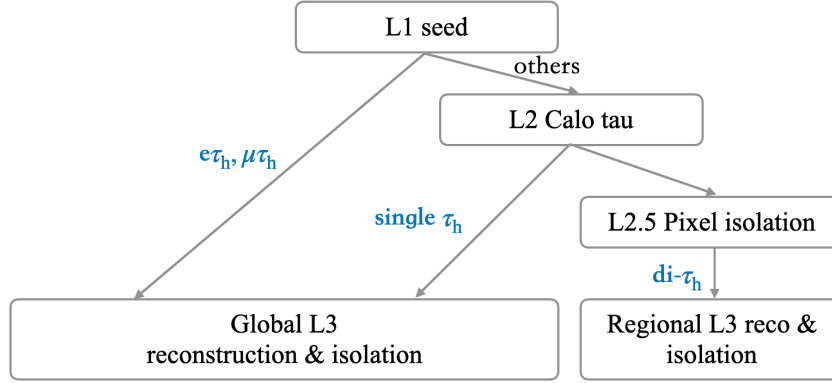 L1 seed
others
L2 Calo tau
eτₕ, μτₕ
single τₕ
L2.5 Pixel isolation
di-τₕ
Global L3
reconstruction & isolation
Regional L3 reco &
isolation